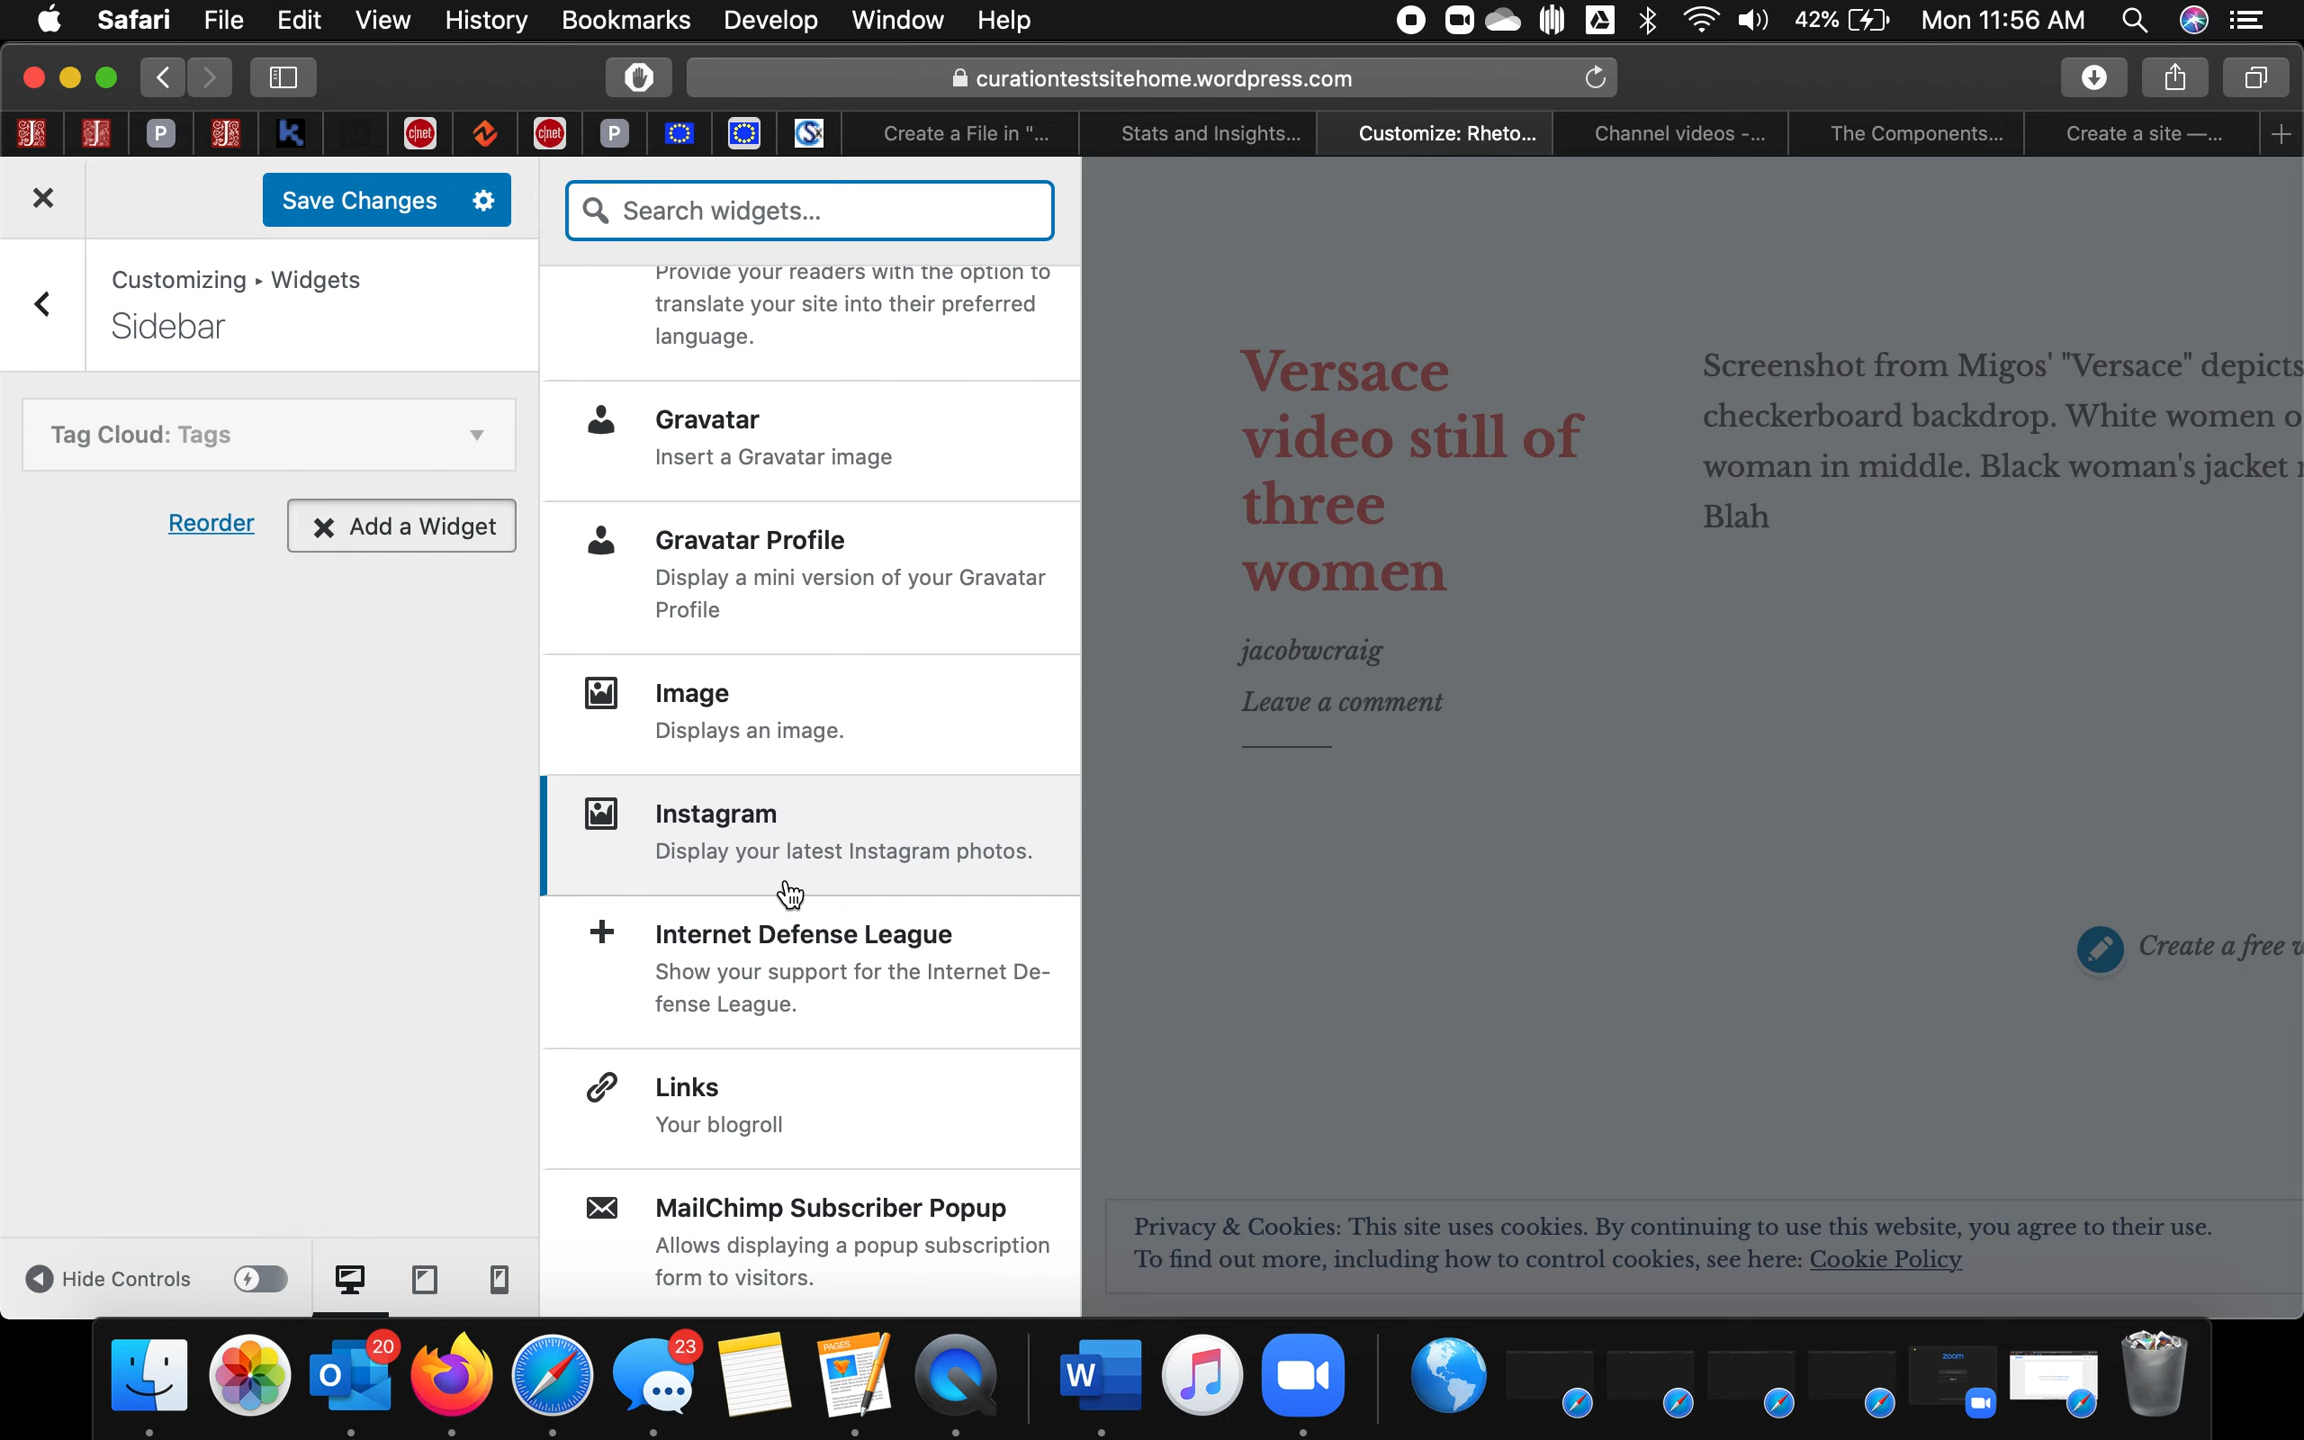 Safari File Edit View History Bookmarks Develop Window Help 42% Mon 11:56 AM
curationtestsitehome.wordpress.com
P c|net c|net P Create a File in "... Stats and Insights... Customize: Rheto... Channel videos -... The Components... Create a site —...
Save Changes
Customizing ▸ Widgets
Sidebar
Tag Cloud: Tags
Reorder
Add a Widget
Hide Controls
Search widgets...
Provide your readers with the option to
translate your site into their preferred
language.
Gravatar
Insert a Gravatar image
Gravatar Profile
Display a mini version of your Gravatar
Profile
Image
Displays an image.
Instagram
Display your latest Instagram photos.
Internet Defense League
Show your support for the Internet De-
fense League.
Links
Your blogroll
MailChimp Subscriber Popup
Allows displaying a popup subscription
form to visitors.
Versace
video still of
three
women
jacobwcraig
Leave a comment
Screenshot from Migos' "Versace" depicts
checkerboard backdrop. White women o
woman in middle. Black woman's jacket r
Blah
Create a free w
Privacy & Cookies: This site uses cookies. By continuing to use this website, you agree to their use.
To find out more, including how to control cookies, see here: Cookie Policy
20 23 PAGES W zoom